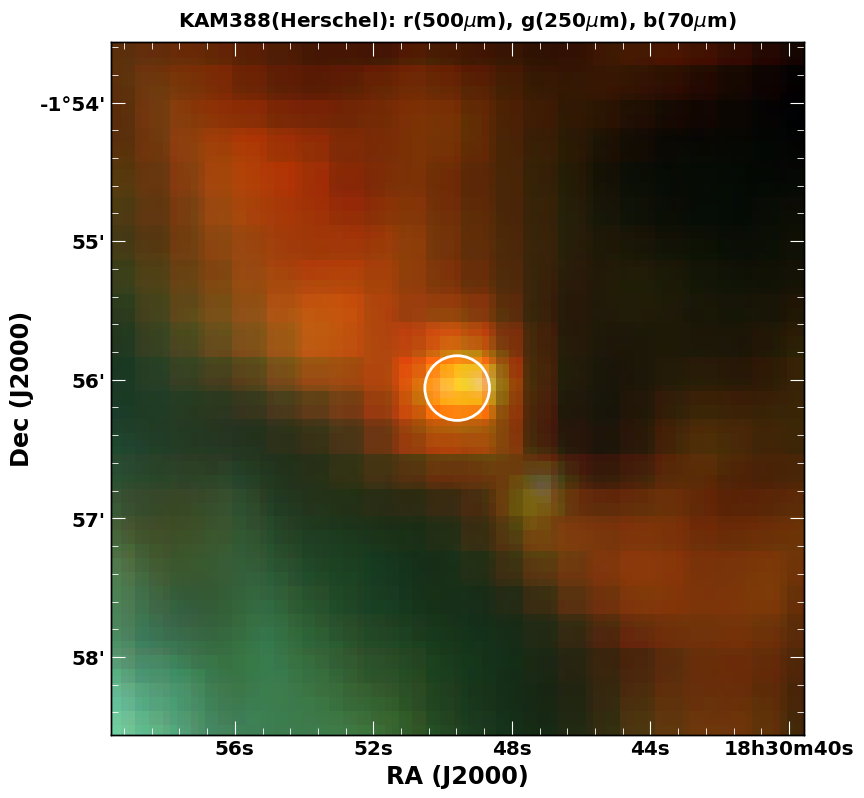 KAM388(Herschel): r(500μm), g(250μm), b(70μm)
-1°54'
55'
56'
57'
58'
Dec (J2000)
56s 52s 48s 44s 18h30m40s
RA (J2000)